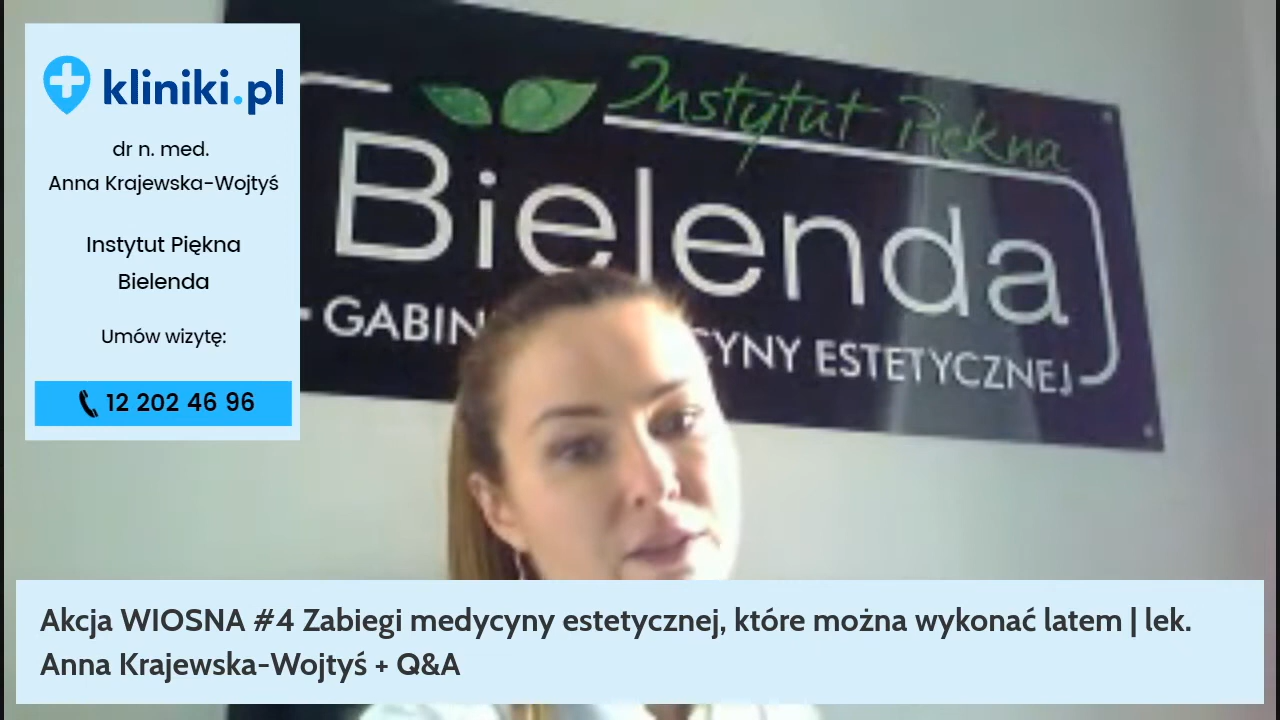 kliniki.pl
dr n. med.
Anna Krajewska-Wojtyś
Instytut Piękna
Bielenda
Umów wizytę:
12 202 46 96
Instytut Piękna
Bielenda
GABIN CYNY ESTETYCZNEJ
Akcja WIOSNA #4 Zabiegi medycyny estetycznej, które można wykonać latem | lek.
Anna Krajewska-Wojtyś + Q&A